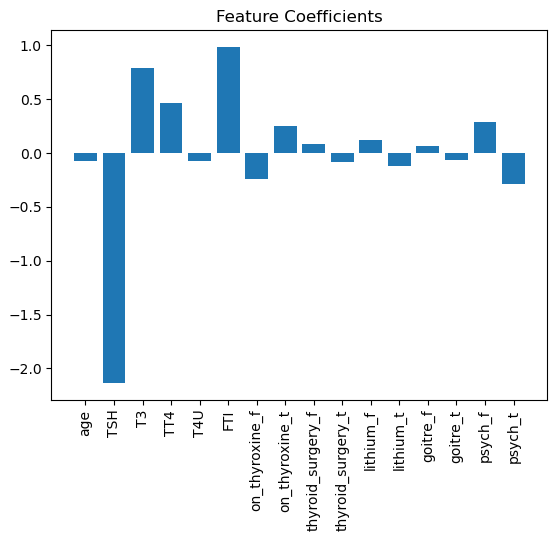 Feature Coefficients
1.0
0.5
0.0
−0.5
−1.0
−1.5
−2.0
age
TSH
T3
TT4
T4U
FTI
on_thyroxine_f
on_thyroxine_t
thyroid_surgery_f
thyroid_surgery_t
lithium_f
lithium_t
goitre_f
goitre_t
psych_f
psych_t